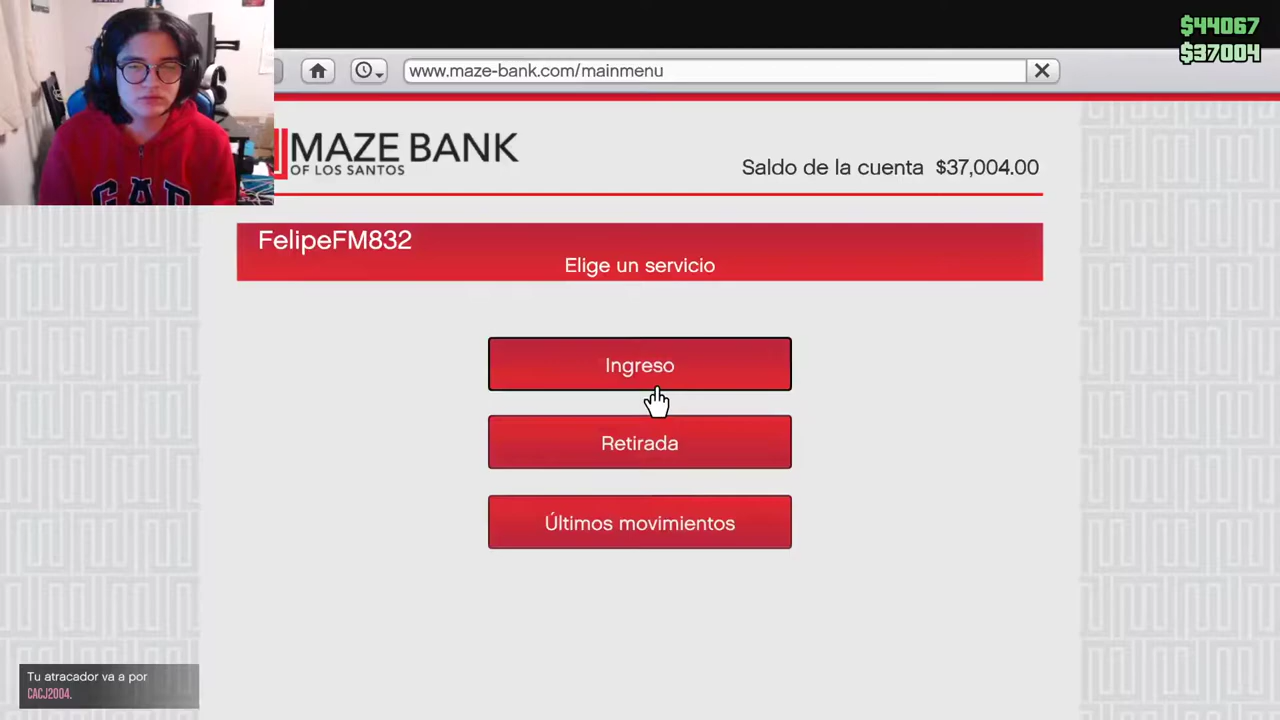 $44067
$37004
www.maze-bank.com/mainmenu
MAZE BANK
OF LOS SANTOS
Saldo de la cuenta $37,004.00
FelipeFM832
Elige un servicio
Ingreso
Retirada
Últimos movimientos
Tu atracador va a por
CACJ2004.
GAP